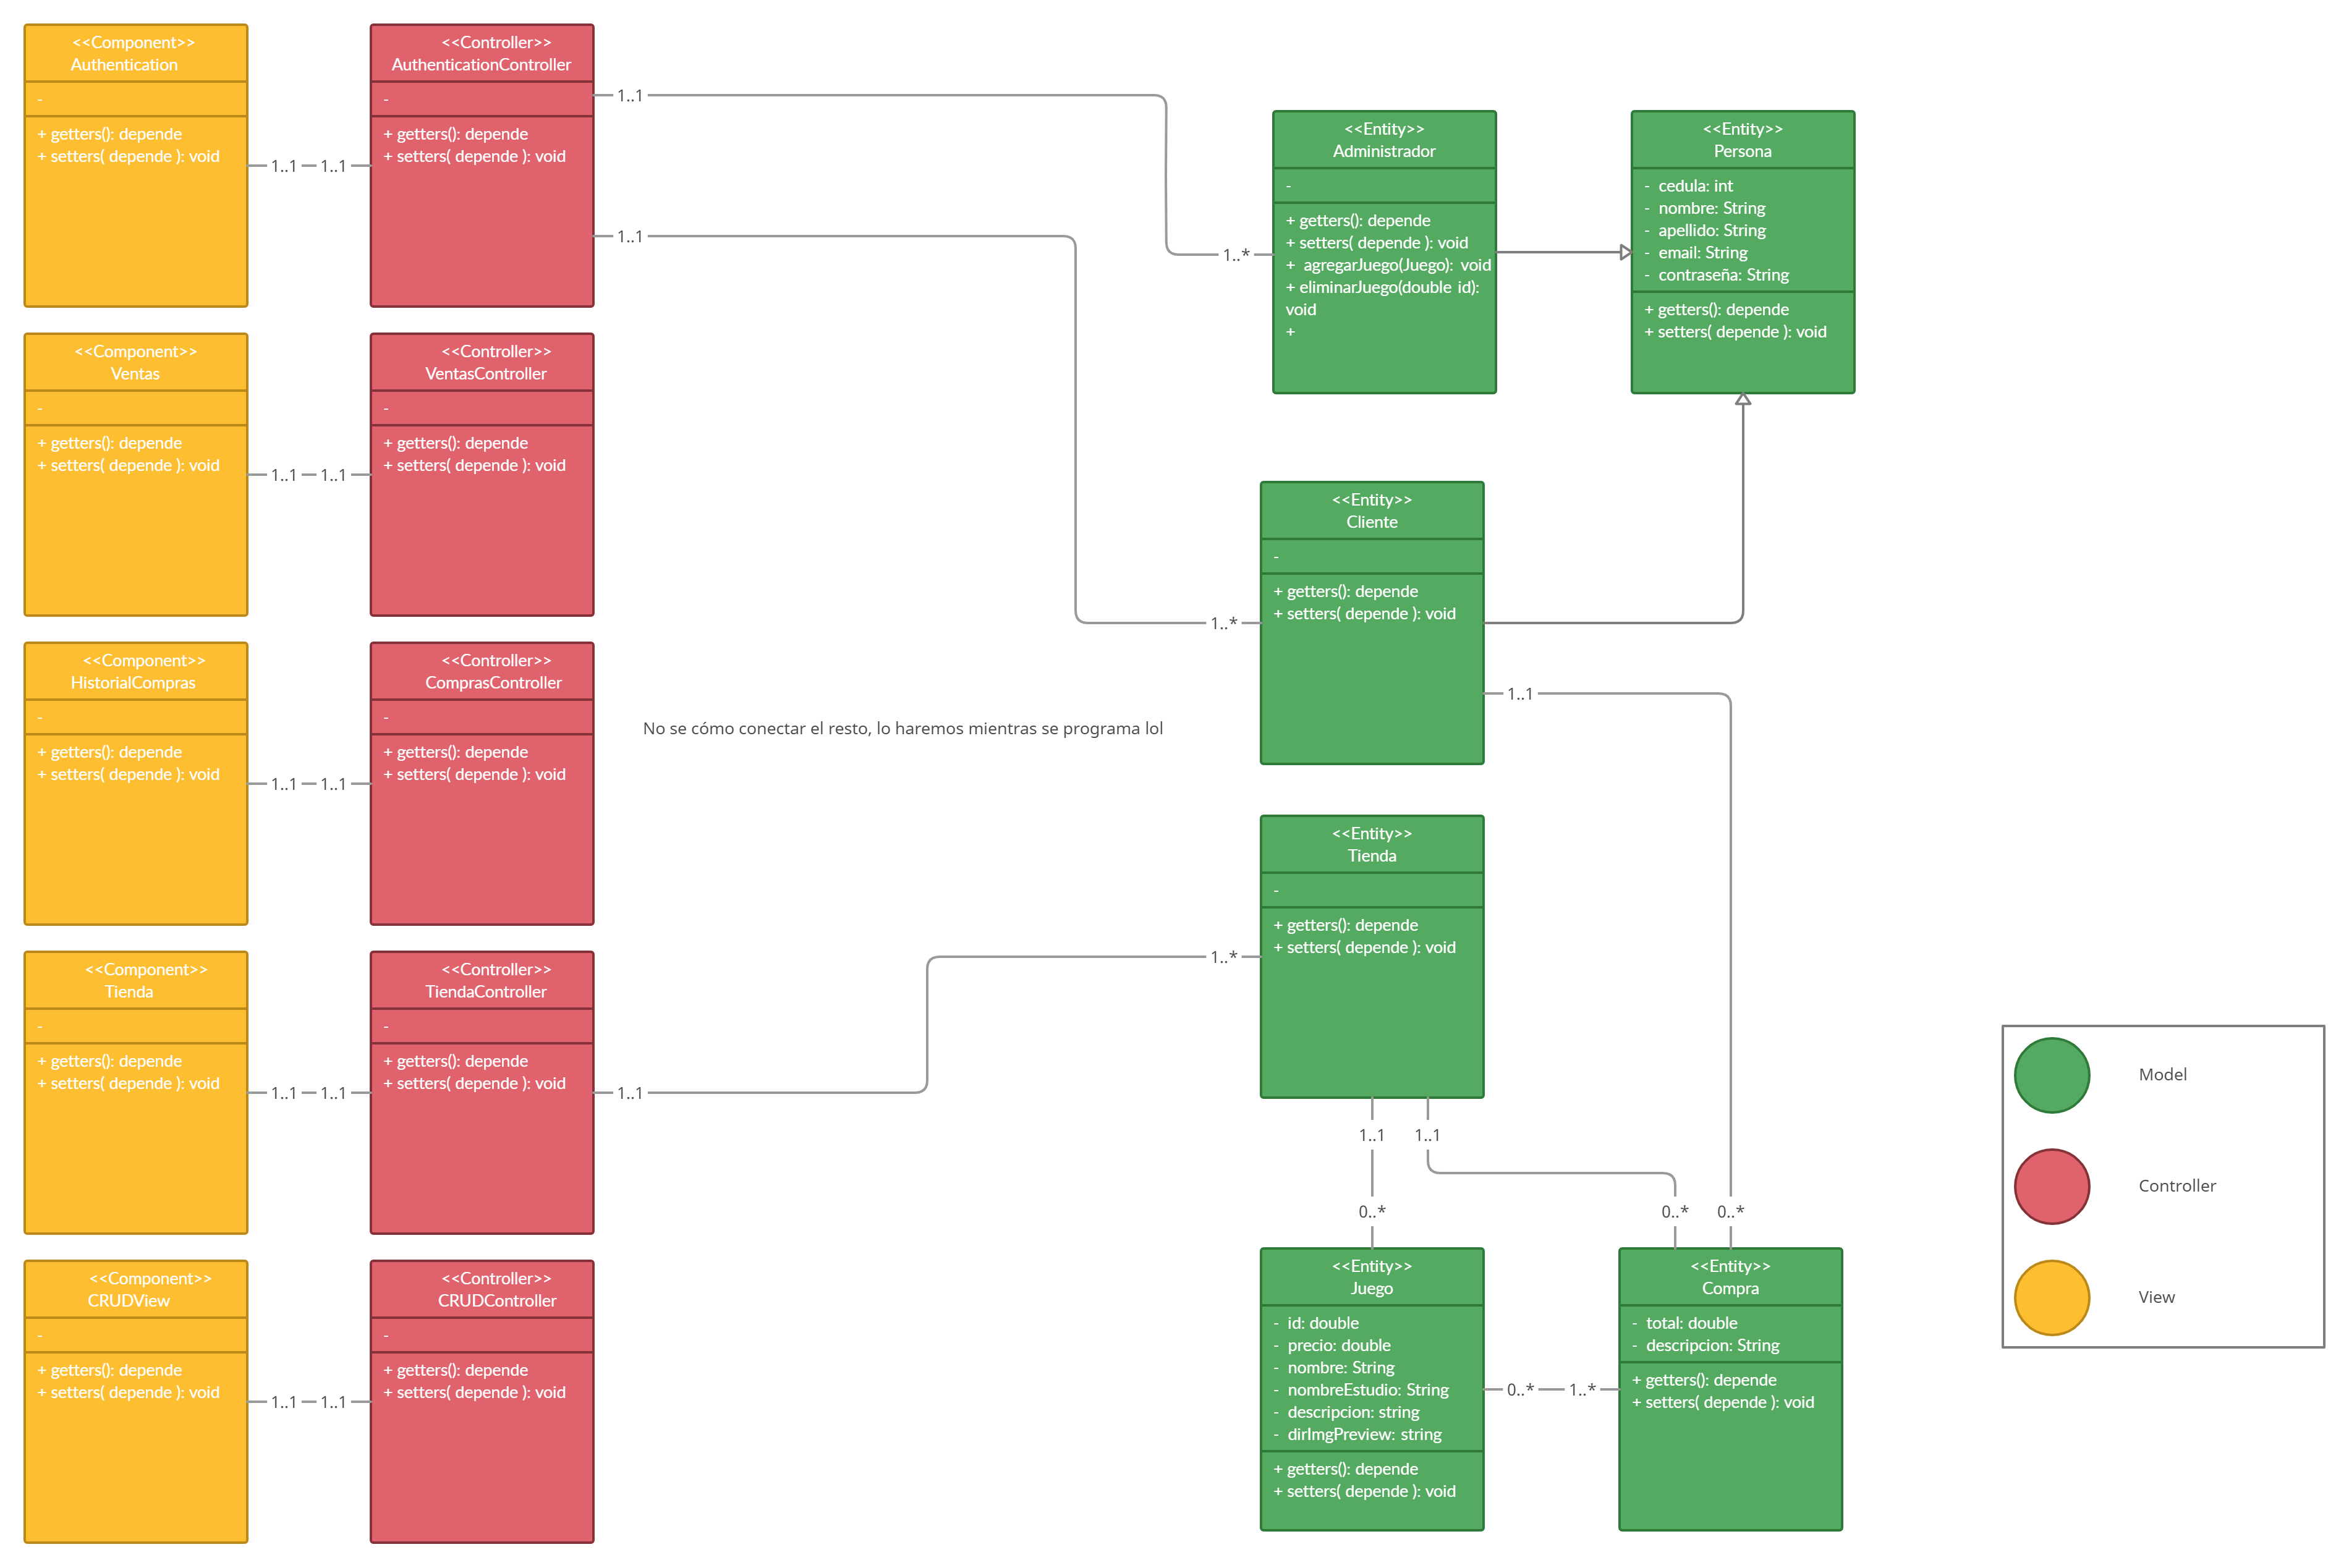 <<Component>>
Authentication
-
+ getters(): depende
+ setters( depende ): void
1..1
1..1
<<Controller>>
AuthenticationController
-
+ getters(): depende
+ setters( depende ): void
1..1
1..1
1..*
<<Entity>>
Administrador
-
+ getters(): depende
+ setters( depende ): void
+ agregarJuego(Juego): void
+ eliminarJuego(double id):
void
+
<<Entity>>
Persona
- cedula: int
- nombre: String
- apellido: String
- email: String
- contraseña: String
+ getters(): depende
+ setters( depende ): void
<<Component>>
Ventas
-
+ getters(): depende
+ setters( depende ): void
1..1
1..1
<<Controller>>
VentasController
-
+ getters(): depende
+ setters( depende ): void
1..*
<<Entity>>
Cliente
-
+ getters(): depende
+ setters( depende ): void
1..1
<<Component>>
HistorialCompras
-
+ getters(): depende
+ setters( depende ): void
1..1
1..1
<<Controller>>
ComprasController
-
+ getters(): depende
+ setters( depende ): void
No se cómo conectar el resto, lo haremos mientras se programa lol
<<Component>>
Tienda
-
+ getters(): depende
+ setters( depende ): void
1..1
1..1
<<Controller>>
TiendaController
-
+ getters(): depende
+ setters( depende ): void
1..1
1..*
<<Entity>>
Tienda
-
+ getters(): depende
+ setters( depende ): void
1..1
1..1
0..*
0..*
0..*
<<Component>>
CRUDView
-
+ getters(): depende
+ setters( depende ): void
1..1
1..1
<<Controller>>
CRUDController
-
+ getters(): depende
+ setters( depende ): void
<<Entity>>
Juego
- id: double
- precio: double
- nombre: String
- nombreEstudio: String
- descripcion: string
- dirImgPreview: string
+ getters(): depende
+ setters( depende ): void
0..*
1..*
<<Entity>>
Compra
- total: double
- descripcion: String
+ getters(): depende
+ setters( depende ): void
Model
Controller
View